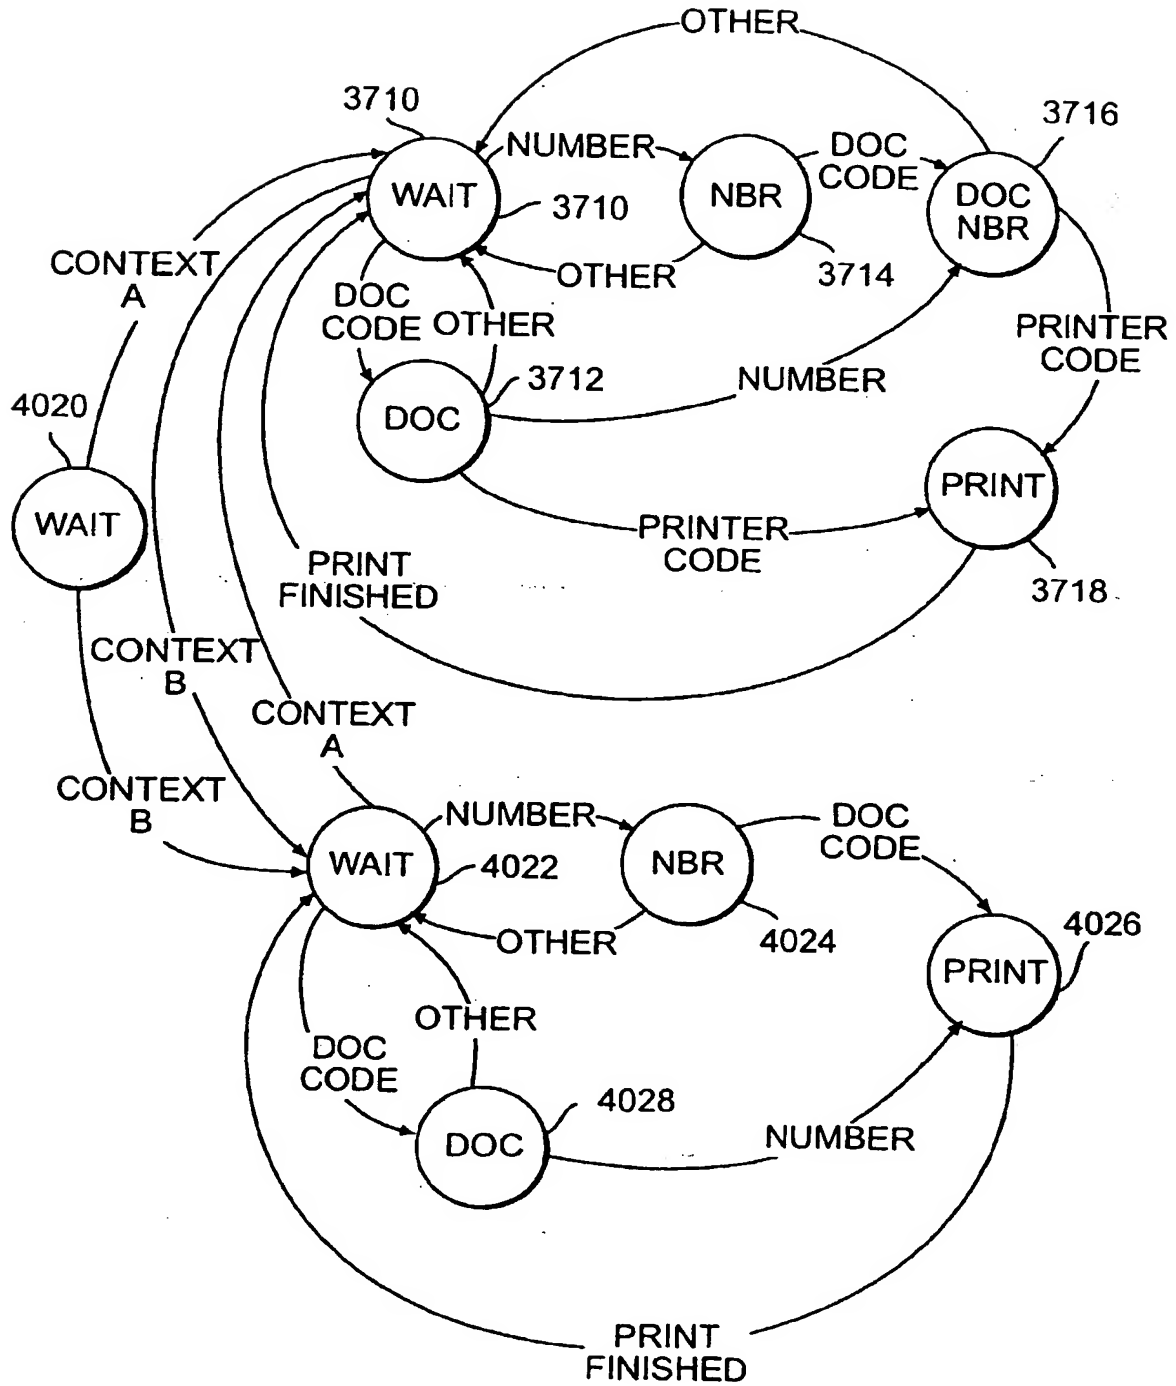 OTHER
3710
3716
NUMBER
DOC
CODE
WAIT
NBR
DOC
NBR
3710
CONTEXT
A
OTHER
3714
DOC
CODE
OTHER
PRINTER
CODE
3712
NUMBER
4020
DOC
PRINT
WAIT
PRINTER
CODE
PRINT
FINISHED
3718
CONTEXT
B
CONTEXT
A
CONTEXT
B
NUMBER
DOC
CODE
WAIT
4022
NBR
4024
OTHER
4026
PRINT
OTHER
DOC
CODE
4028
DOC
NUMBER
PRINT
FINISHED